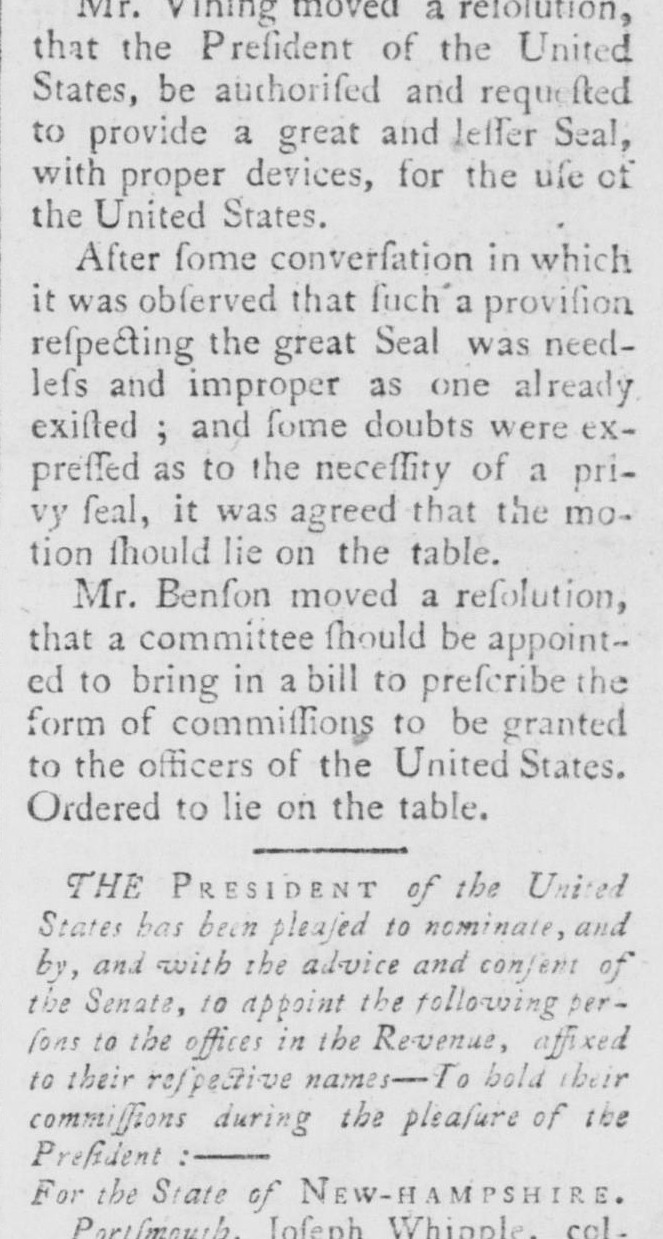 Mr. Vining moved a reſolution,
that the Preſident of the United
States, be authoriſed and requeſted
to provide a great and leſſer Seal,
with proper devices, for the uſe of
the United States.
After ſome converſation in which
it was obſerved that ſuch a proviſion
reſpecting the great Seal was need-
leſs and improper as one already
exiſted ; and ſome doubts were ex-
preſſed as to the neceſſity of a pri-
vy ſeal, it was agreed that the mo-
tion ſhould lie on the table.
Mr. Benſon moved a reſolution,
that a committee ſhould be appoint-
ed to bring in a bill to preſcribe the
form of commiſſions to be granted
to the officers of the United States.
Ordered to lie on the table.
THE PRESIDENT of the United
States has been pleaſed to nominate, and
by, and with the advice and conſent of
the Senate, to appoint the following per-
ſons to the offices in the Revenue, affixed
to their reſpective names—To hold their
commiſſions during the pleaſure of the
Preſident :——
For the State of NEW-HAMPSHIRE.
Portſmouth, Joſeph Whipple, col-